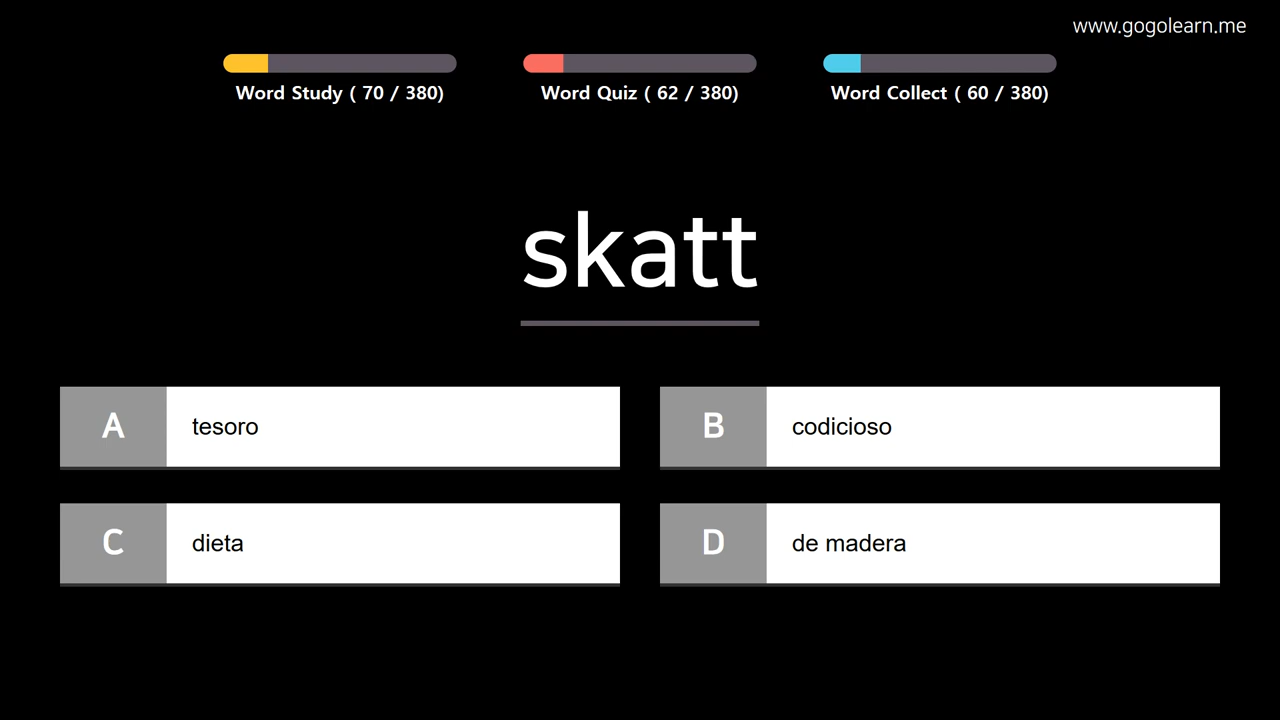 www.gogolearn.me
Word Study ( 70 / 380)
Word Quiz ( 62 / 380)
Word Collect ( 60 / 380)
skatt
A tesoro
B codicioso
C dieta
D de madera